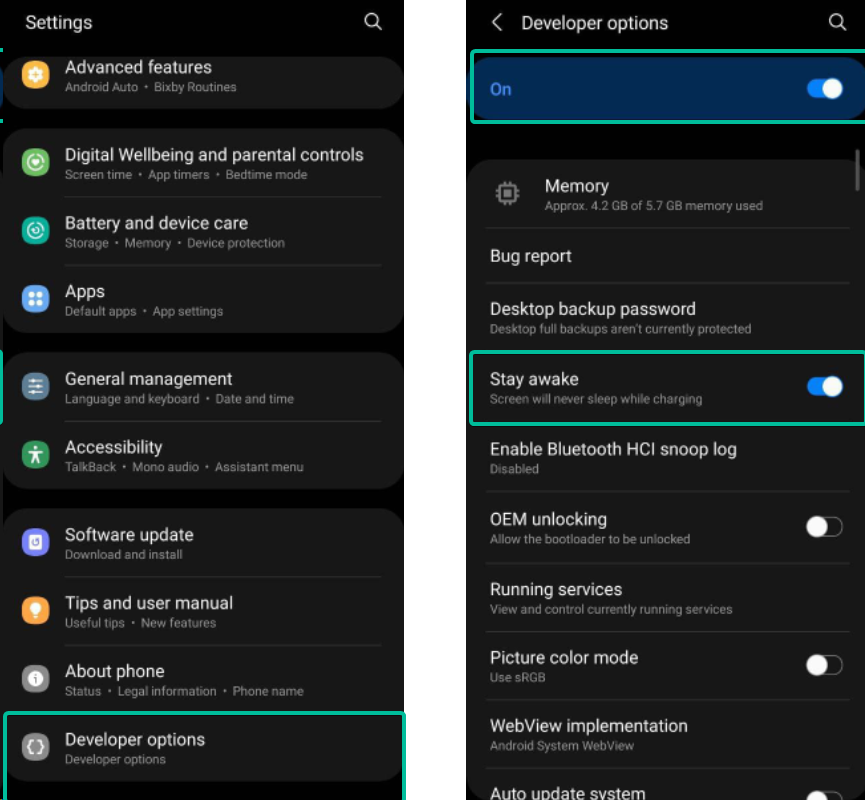 Settings
Advanced features
Android Auto • Bixby Routines
Digital Wellbeing and parental controls
Screen time • App timers • Bedtime mode
Battery and device care
Storage • Memory • Device protection
Apps
Default apps • App settings
General management
Language and keyboard • Date and time
Accessibility
TalkBack • Mono audio • Assistant menu
Software update
Download and install
Tips and user manual
Useful tips • New features
About phone
Status • Legal information • Phone name
Developer options
Developer options
Developer options
On
Memory
Approx. 4.2 GB of 5.7 GB memory used
Bug report
Desktop backup password
Desktop full backups aren't currently protected
Stay awake
Screen will never sleep while charging
Enable Bluetooth HCI snoop log
Disabled
OEM unlocking
Allow the bootloader to be unlocked
Running services
View and control currently running services
Picture color mode
Use sRGB
WebView implementation
Android System WebView
Auto update system